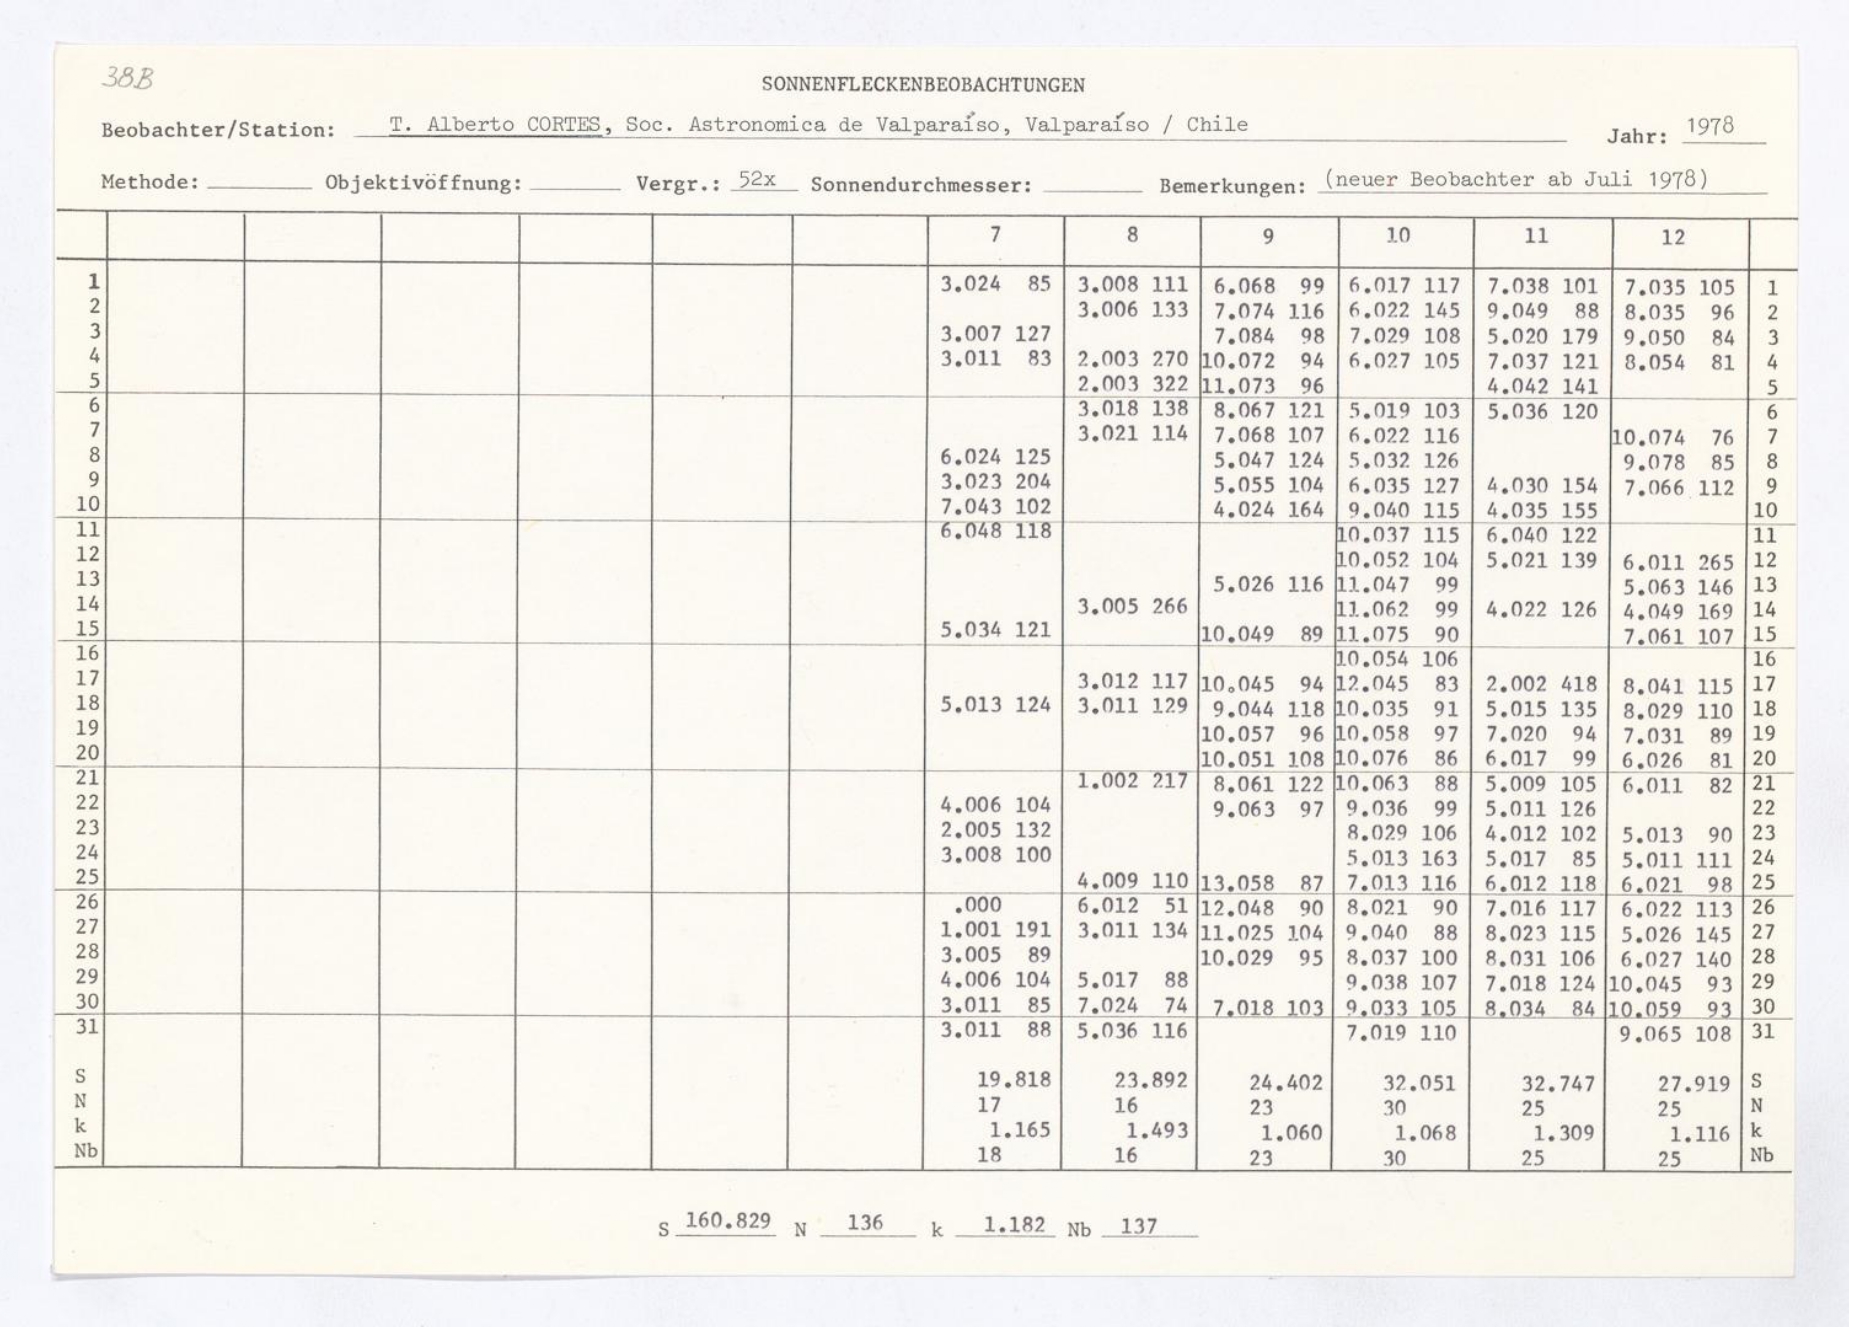 38B
SONNENFLECKENBEOBACHTUNGEN
Beobachter/Station: T. Alberto CORTES, Soc. Astronomica de Valparaíso, Valparaíso / Chile Jahr: 1978
Methode: Objektivöffnung: Vergr.: 52x Sonnendurchmesser: Bemerkungen: (neuer Beobachter ab Juli 1978)
7 8 9 10 11 12
1 3.024 85 3.008 111 6.068 99 6.017 117 7.038 101 7.035 105 1
2 3.006 133 7.074 116 6.022 145 9.049 88 8.035 96 2
3 3.007 127 7.084 98 7.029 108 5.020 179 9.050 84 3
4 3.011 83 2.003 270 10.072 94 6.027 105 7.037 121 8.054 81 4
5 2.003 322 11.073 96 4.042 141 5
6 3.018 138 8.067 121 5.019 103 5.036 120 6
7 3.021 114 7.068 107 6.022 116 10.074 76 7
8 6.024 125 5.047 124 5.032 126 9.078 85 8
9 3.023 204 5.055 104 6.035 127 4.030 154 7.066 112 9
10 7.043 102 4.024 164 9.040 115 4.035 155 10
11 6.048 118 10.037 115 6.040 122 11
12 10.052 104 5.021 139 6.011 265 12
13 5.026 116 11.047 99 5.063 146 13
14 3.005 266 11.062 99 4.022 126 4.049 169 14
15 5.034 121 10.049 89 11.075 90 7.061 107 15
16 10.054 106 16
17 3.012 117 10.045 94 12.045 83 2.002 418 8.041 115 17
18 5.013 124 3.011 129 9.044 118 10.035 91 5.015 135 8.029 110 18
19 10.057 96 10.058 97 7.020 94 7.031 89 19
20 10.051 108 10.076 86 6.017 99 6.026 81 20
21 1.002 217 8.061 122 10.063 88 5.009 105 6.011 82 21
22 4.006 104 9.063 97 9.036 99 5.011 126 22
23 2.005 132 8.029 106 4.012 102 5.013 90 23
24 3.008 100 5.013 163 5.017 85 5.011 111 24
25 4.009 110 13.058 87 7.013 116 6.012 118 6.021 98 25
26 .000 6.012 51 12.048 90 8.021 90 7.016 117 6.022 113 26
27 1.001 191 3.011 134 11.025 104 9.040 88 8.023 115 5.026 145 27
28 3.005 89 10.029 95 8.037 100 8.031 106 6.027 140 28
29 4.006 104 5.017 88 9.038 107 7.018 124 10.045 93 29
30 3.011 85 7.024 74 7.018 103 9.033 105 8.034 84 10.059 93 30
31 3.011 88 5.036 116 7.019 110 9.065 108 31
S 19.818 23.892 24.402 32.051 32.747 27.919 S
N 17 16 23 30 25 25 N
k 1.165 1.493 1.060 1.068 1.309 1.116 k
Nb 18 16 23 30 25 25 Nb
S 160.829 N 136 k 1.182 Nb 137